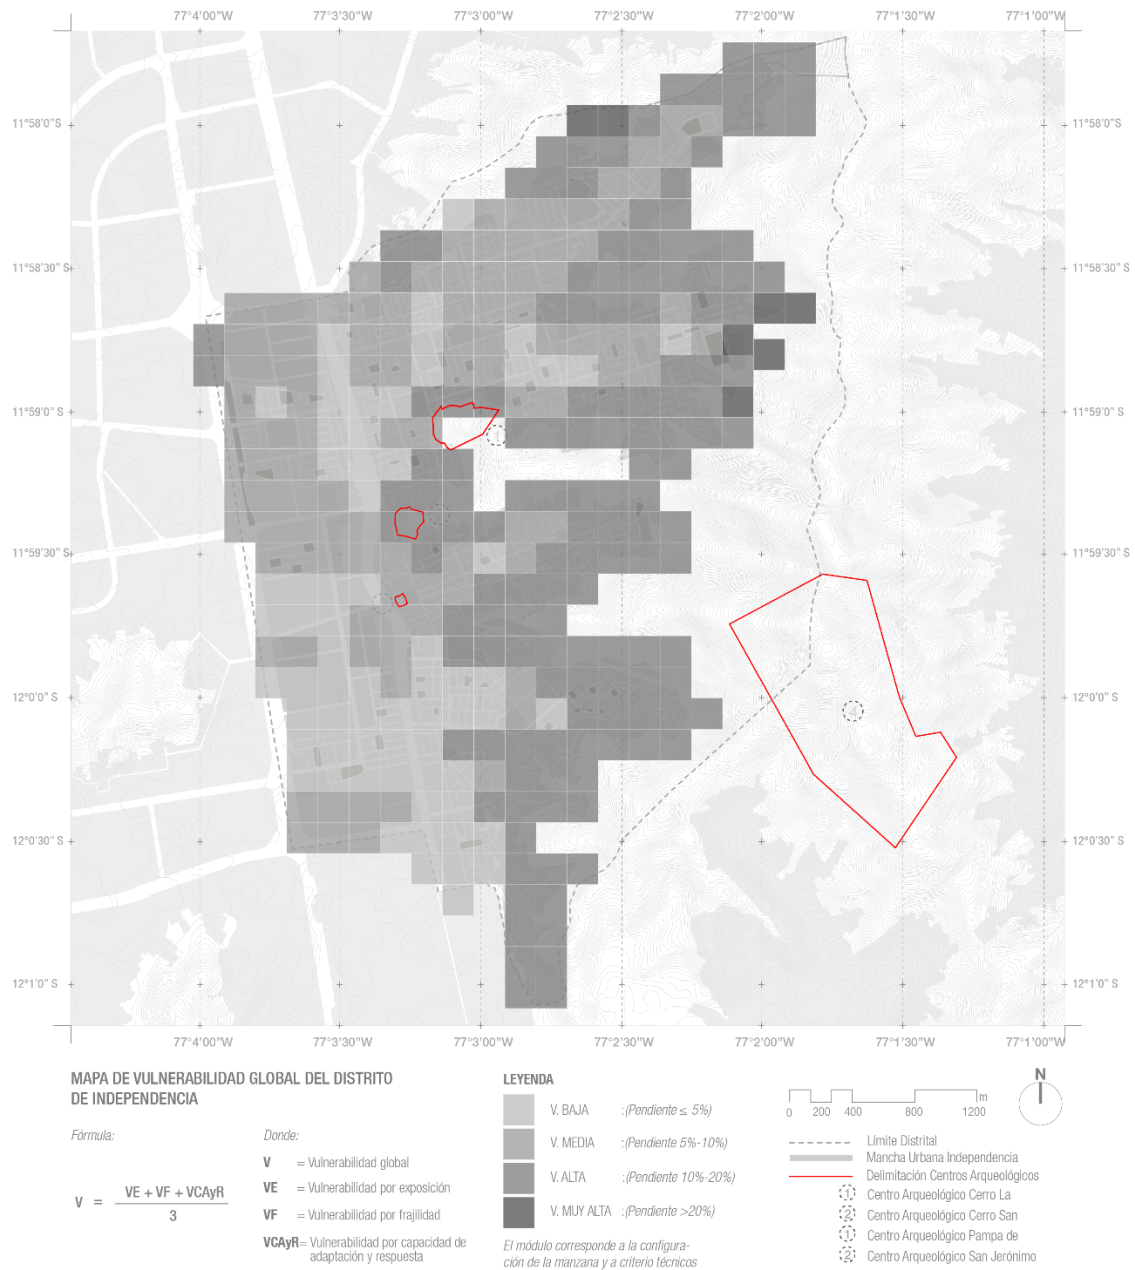 77°4'00"W 77°3'30"W 77°3'00"W 77°2'30"W 77°2'00"W 77°1'30"W 77°1'00"W
11°58'0"S 11°58'0"S
11°58'30" S 11°58'30" S
11°59'0" S 11°59'0" S
1
11°59'30" S 11°59'30" S
12°0'0" S 12°0'0" S
4
12°0'30" S 12°0'30" S
12°1'0" S 12°1'0" S
77°4'00"W 77°3'30"W 77°3'00"W 77°2'30"W 77°2'00"W 77°1'30"W 77°1'00"W
MAPA DE VULNERABILIDAD GLOBAL DEL DISTRITO
DE INDEPENDENCIA
Fórmula:
V = VE + VF + VCAyR
3
Donde:
V = Vulnerabilidad global
VE = Vulnerabilidad por exposición
VF = Vulnerabilidad por frajilidad
VCAyR= Vulnerabilidad por capacidad de
adaptación y respuesta
LEYENDA
V. BAJA :(Pendiente ≤ 5%)
V. MEDIA :(Pendiente 5%-10%)
V. ALTA :(Pendiente 10%-20%)
V. MUY ALTA :(Pendiente >20%)
El módulo corresponde a la configura-
ción de la manzana y a criterio técnicos
N
m
0 200 400 800 1200
Límite Distrital
Mancha Urbana Independencia
Delimitación Centros Arqueológicos
1 Centro Arqueológico Cerro La
2 Centro Arqueológico Cerro San
1 Centro Arqueológico Pampa de
2 Centro Arqueológico San Jerónimo